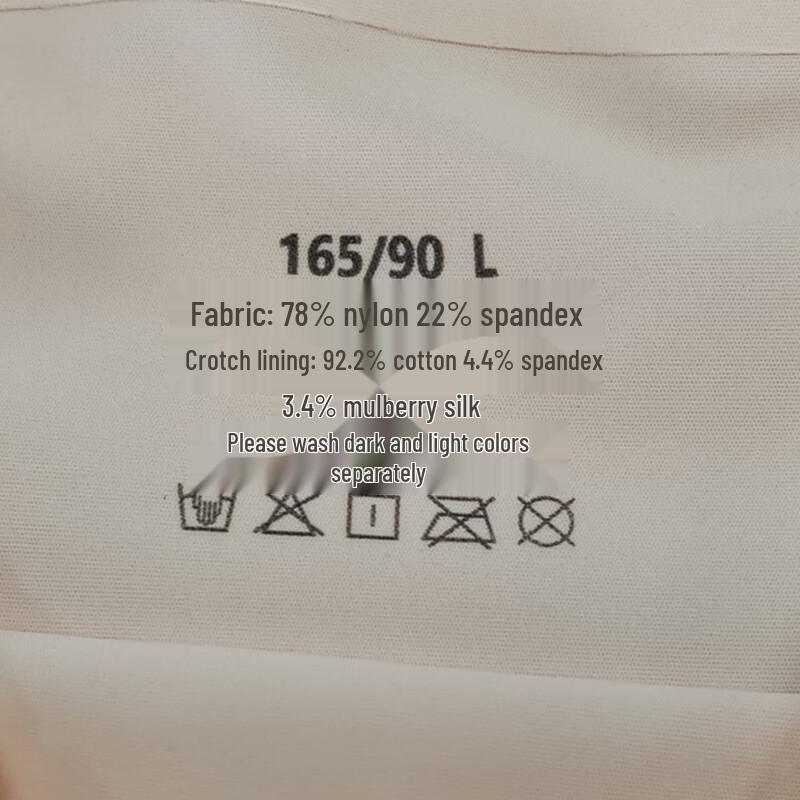 165/90 L
Fabric: 78% nylon 22% spandex
Crotch lining: 92.2% cotton 4.4% spandex
3.4% mulberry silk
Please wash dark and light colors
separately